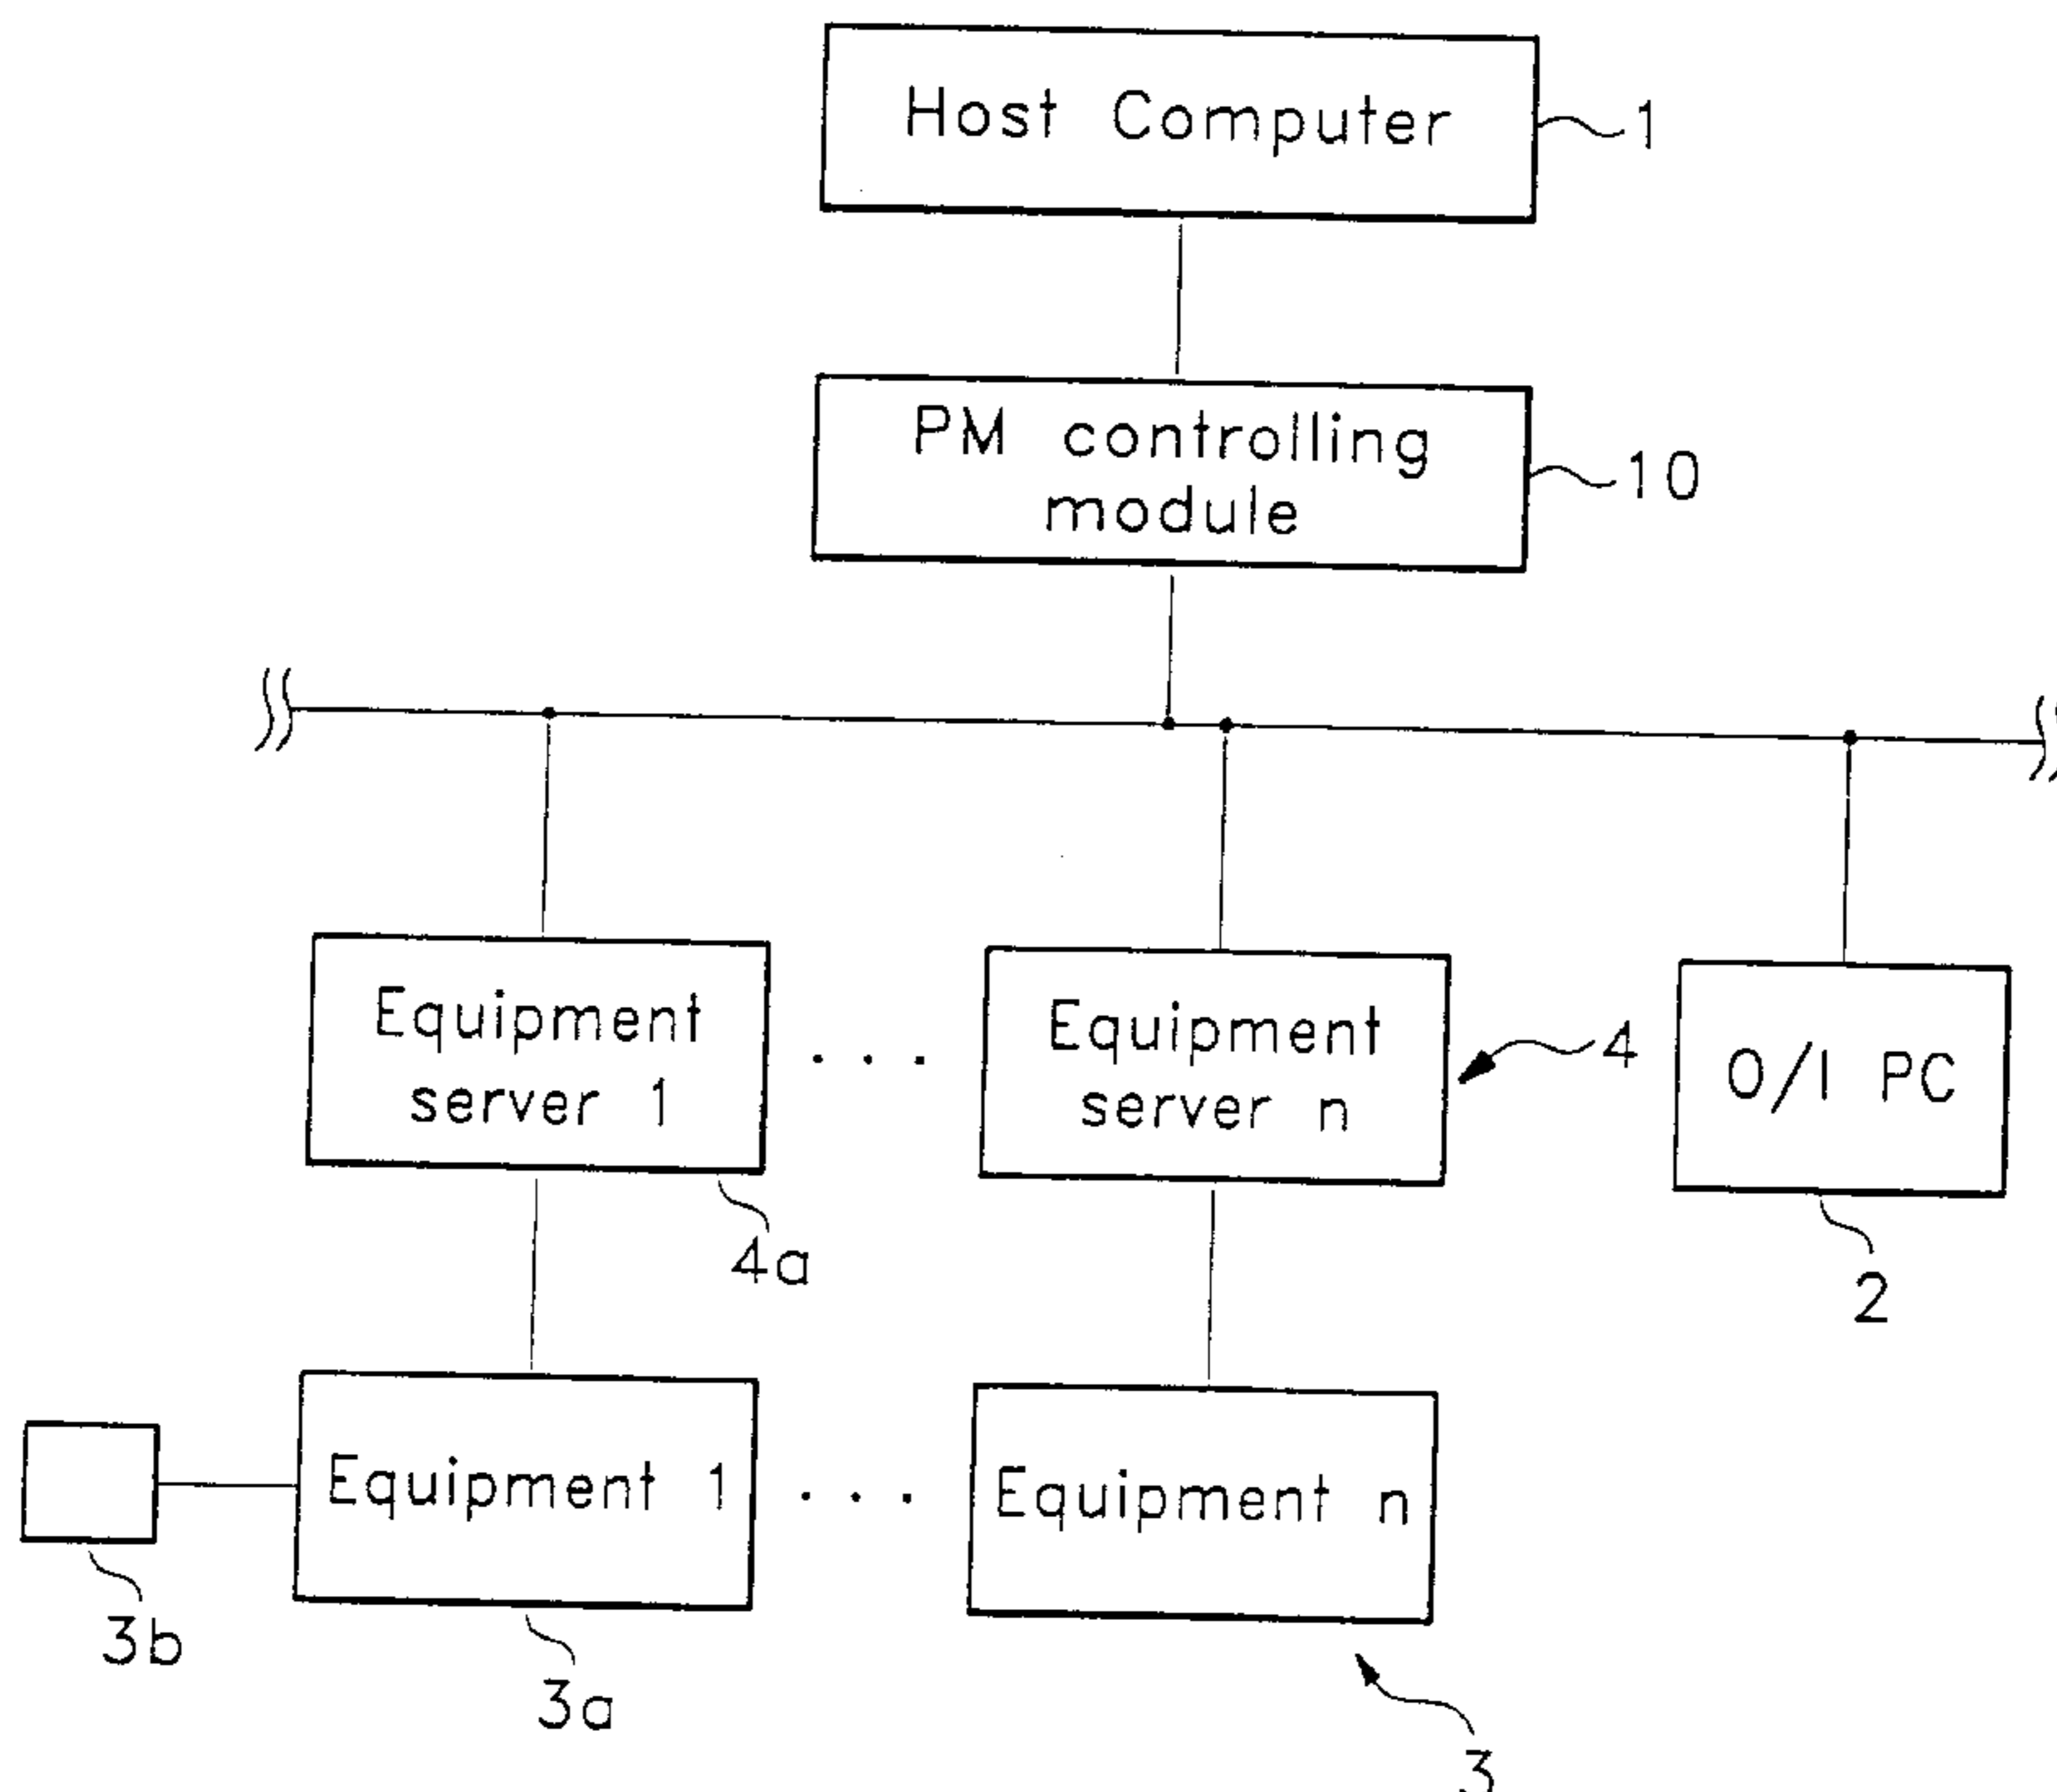 Host Computer
1
PM controlling
module
10
Equipment
server 1
4a
. . .
Equipment
server n
4
O/I PC
2
3b
Equipment 1
3a
. . .
Equipment n
3